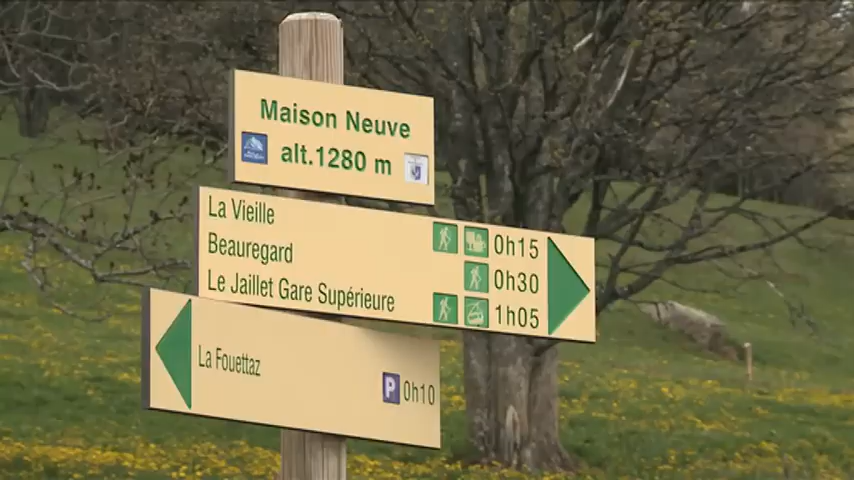 Maison Neuve
alt.1280 m
La Vieille 0h15
Beauregard 0h30
Le Jaillet Gare Supérieure 1h05
La Fouettaz P 0h10